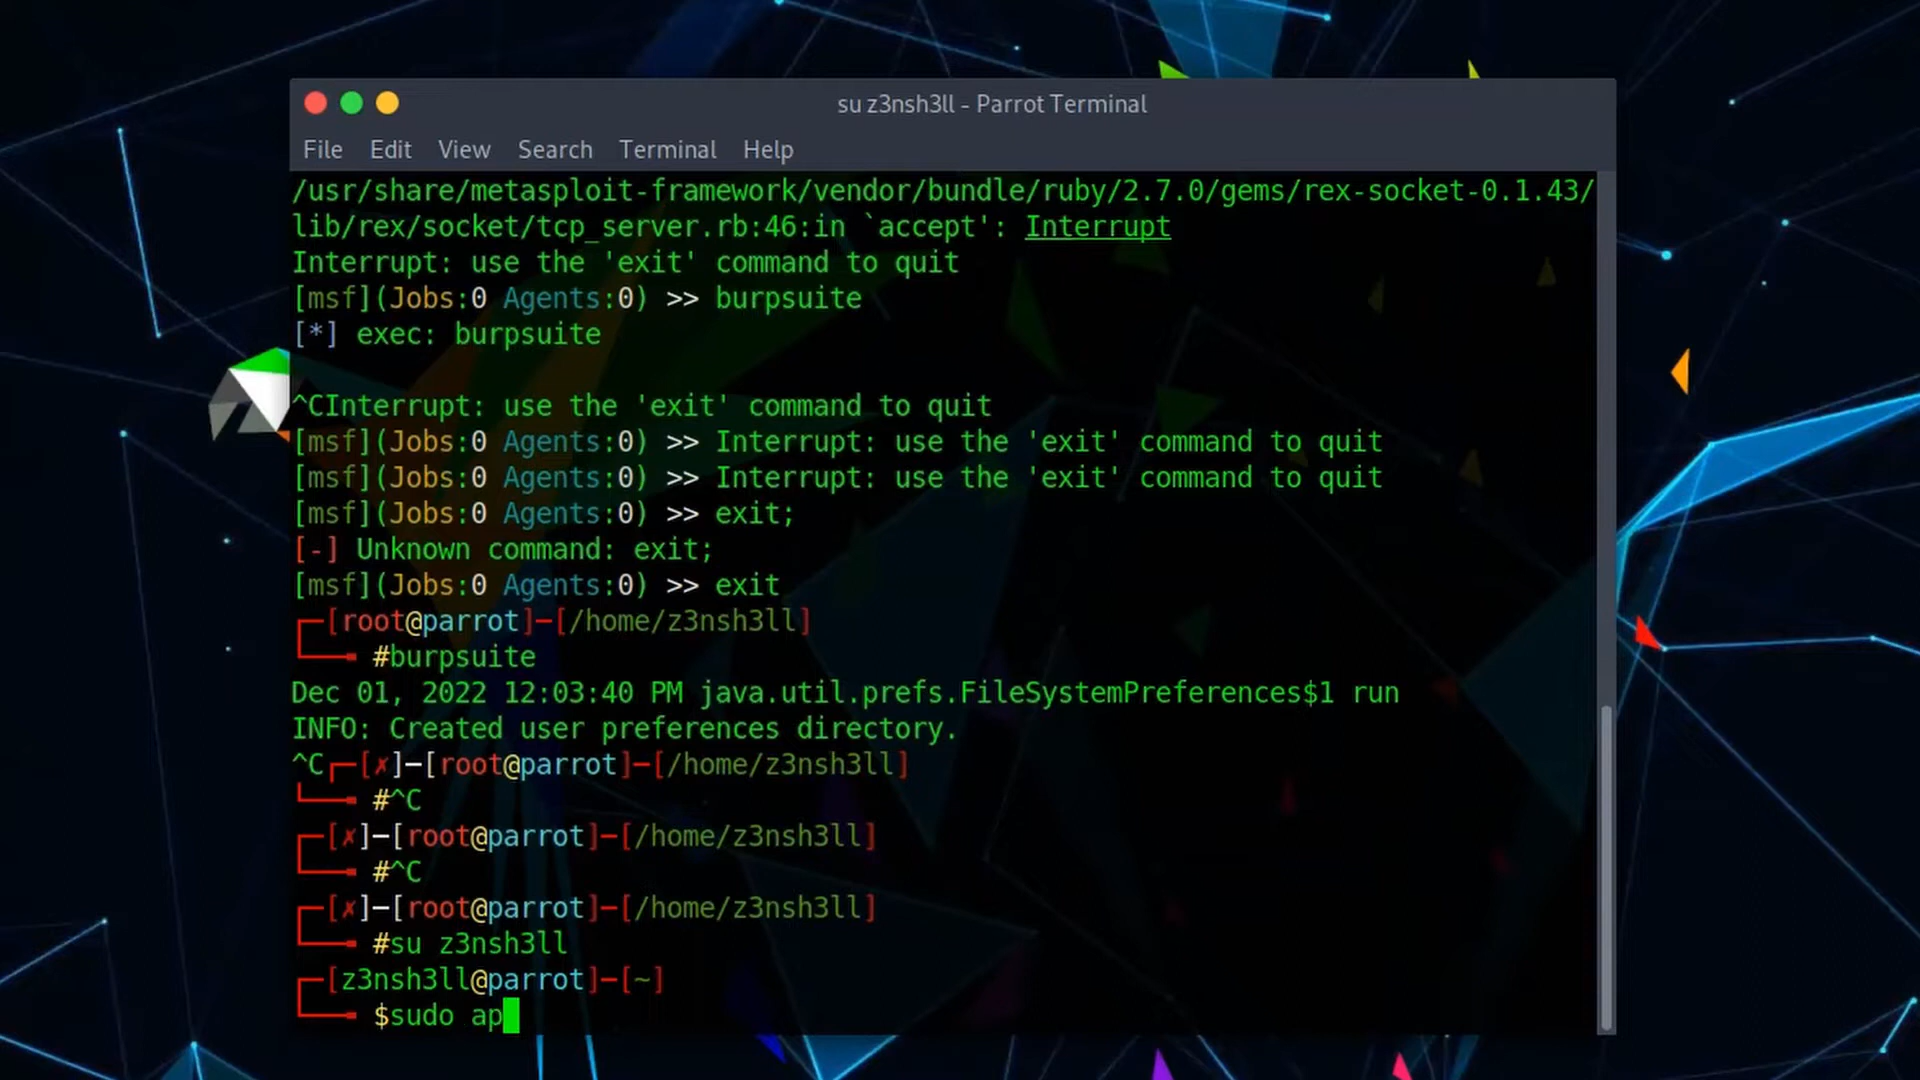 su z3nsh3ll - Parrot Terminal
File Edit View Search Terminal Help
/usr/share/metasploit-framework/vendor/bundle/ruby/2.7.0/gems/rex-socket-0.1.43/
lib/rex/socket/tcp_server.rb:46:in `accept': Interrupt
Interrupt: use the 'exit' command to quit
[msf](Jobs:0 Agents:0) >> burpsuite
[*] exec: burpsuite
^CInterrupt: use the 'exit' command to quit
[msf](Jobs:0 Agents:0) >> Interrupt: use the 'exit' command to quit
[msf](Jobs:0 Agents:0) >> Interrupt: use the 'exit' command to quit
[msf](Jobs:0 Agents:0) >> exit;
[-] Unknown command: exit;
[msf](Jobs:0 Agents:0) >> exit
┌─[root@parrot]─[/home/z3nsh3ll]
└──╼ #burpsuite
Dec 01, 2022 12:03:40 PM java.util.prefs.FileSystemPreferences$1 run
INFO: Created user preferences directory.
^C┌─[✗]─[root@parrot]─[/home/z3nsh3ll]
└──╼ #^C
┌─[✗]─[root@parrot]─[/home/z3nsh3ll]
└──╼ #^C
┌─[✗]─[root@parrot]─[/home/z3nsh3ll]
└──╼ #su z3nsh3ll
┌─[z3nsh3ll@parrot]─[~]
└──╼ $sudo ap